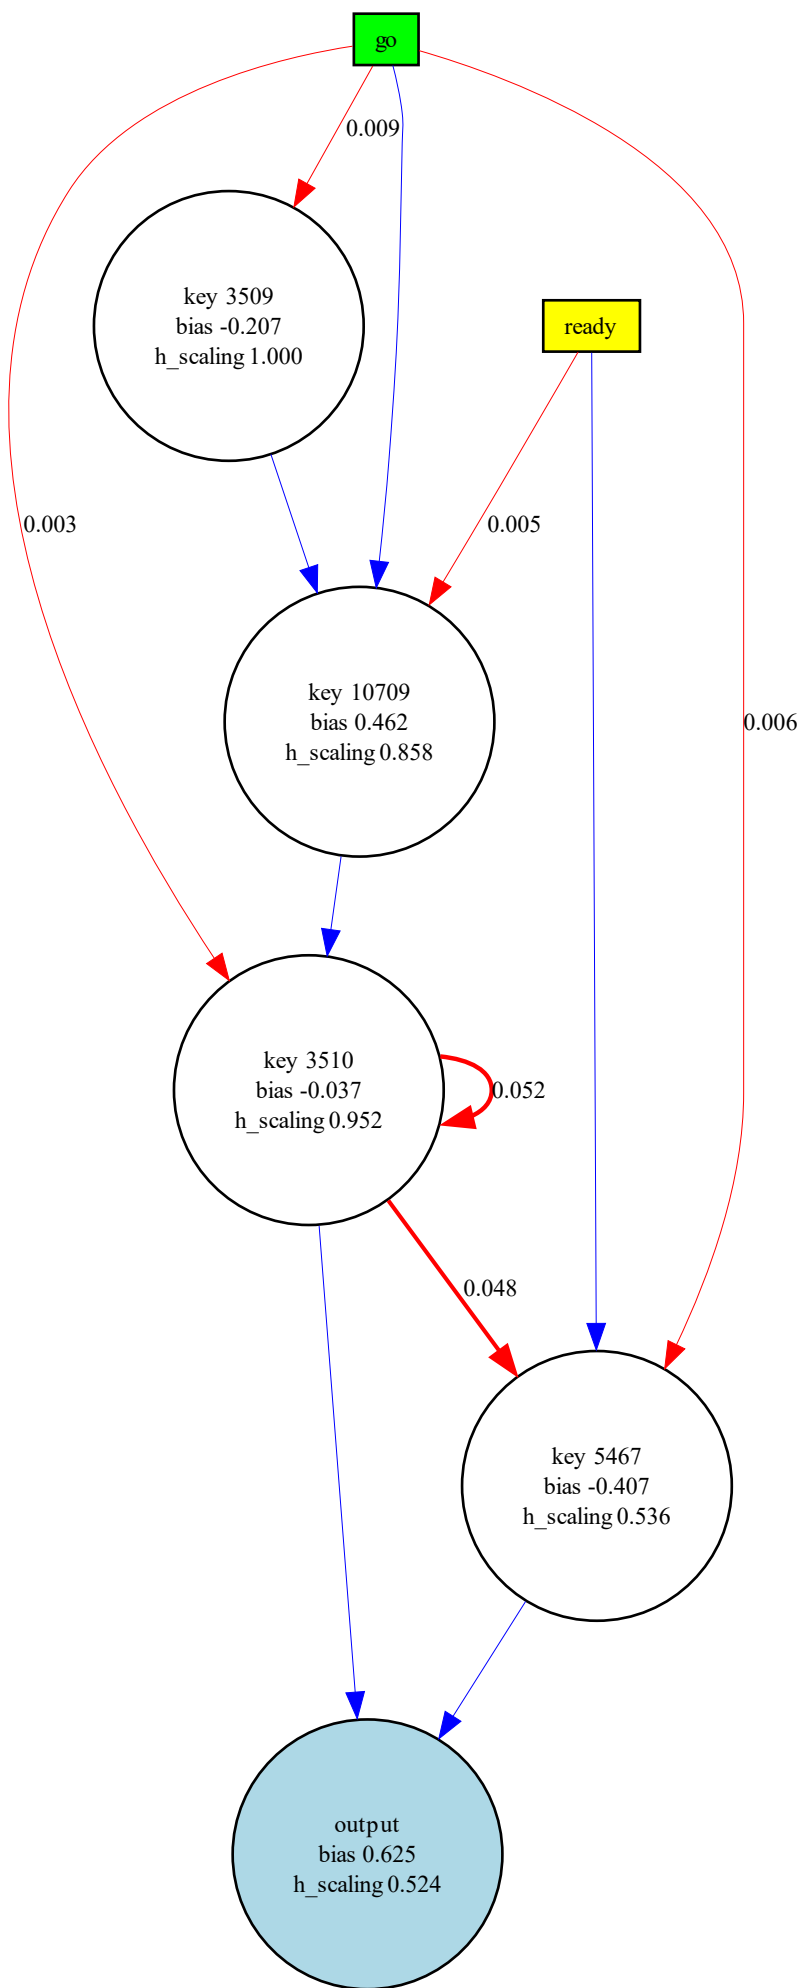 go
0.009
key 3509
bias -0.207
h_scaling 1.000
ready
0.003
0.005
key 10709
bias 0.462
h_scaling 0.858
0.006
key 3510
bias -0.037
h_scaling 0.952
0.052
0.048
key 5467
bias -0.407
h_scaling 0.536
output
bias 0.625
h_scaling 0.524